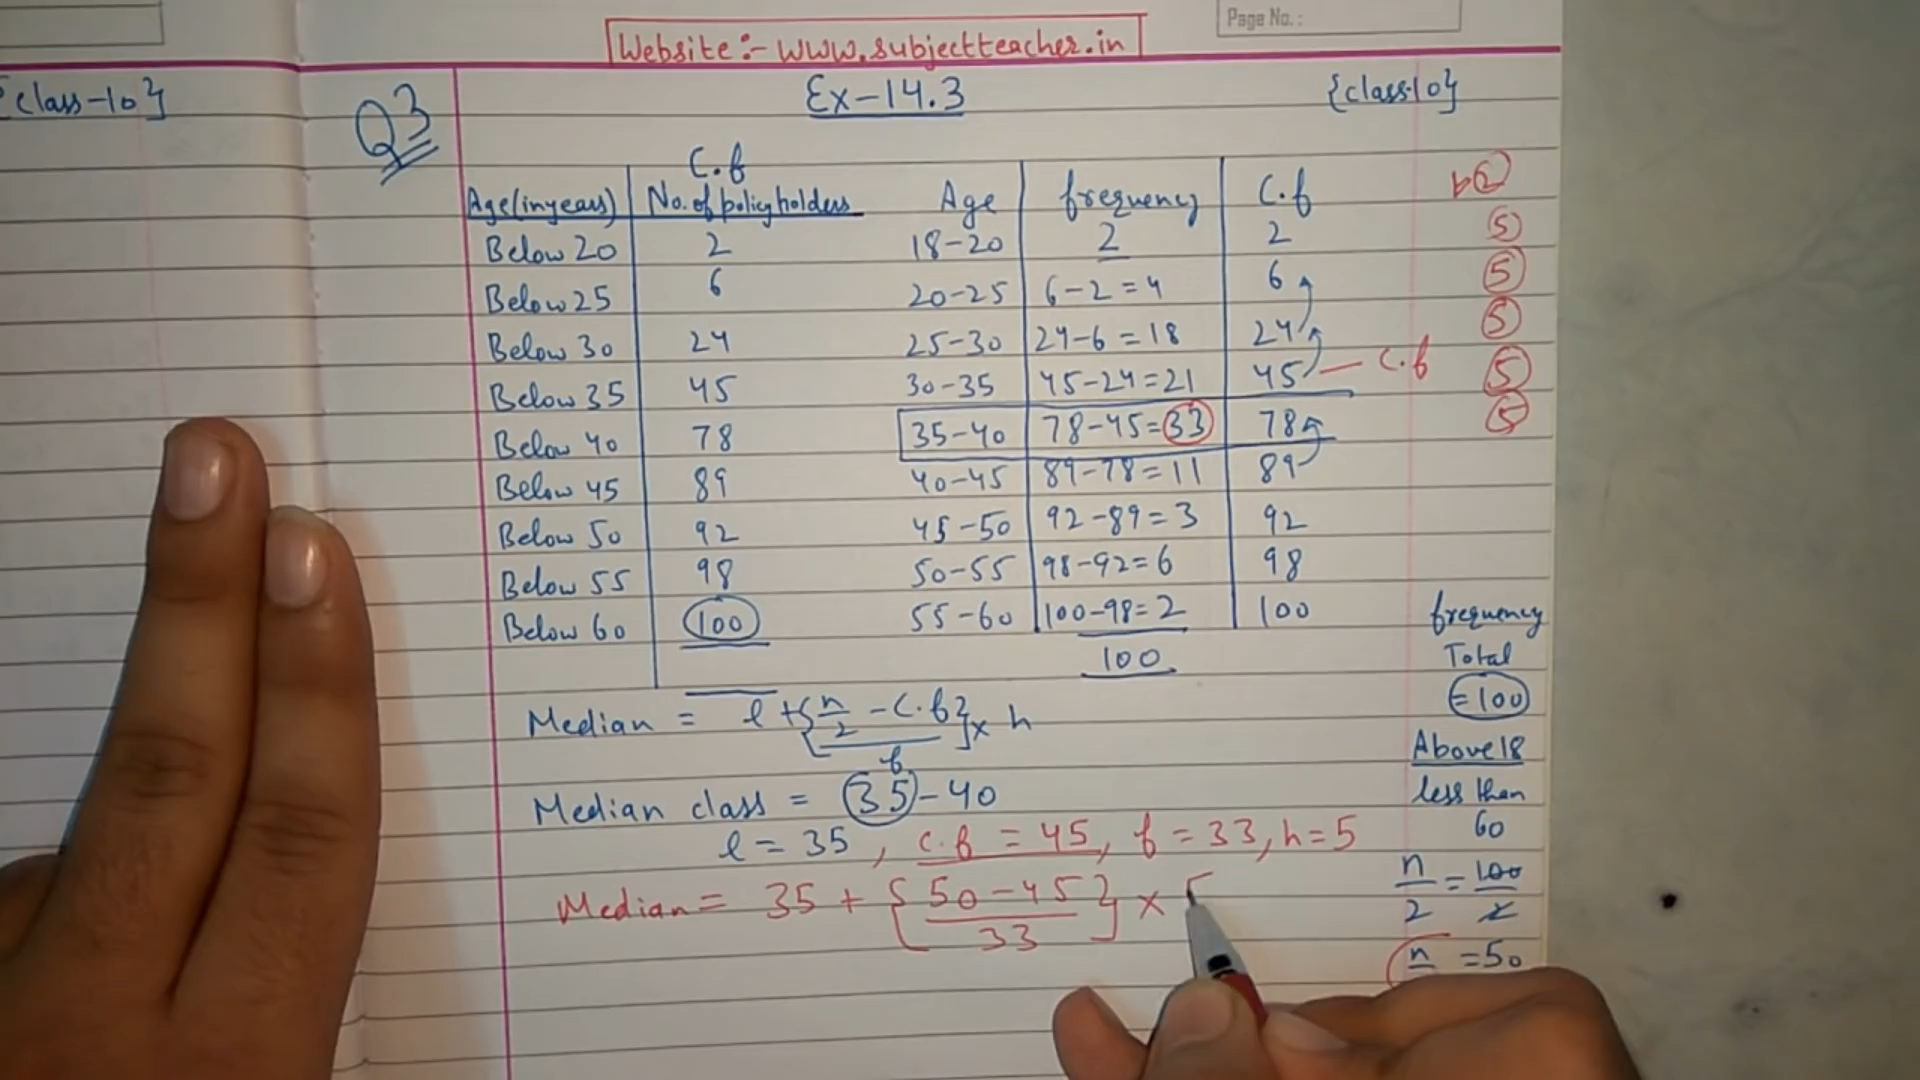 Page No. :
Website :- www.subjectteacher.in
{class-10}
Q3
Ex-14.3
{class-10}
C.f
Age(in years) No. of policy holders Age frequency C.f
Below 20 2 18-20 2 2 5
Below 25 6 20-25 6-2=4 6 5
Below 30 24 25-30 24-6=18 24 5
Below 35 45 30-35 45-24=21 45 - C.f 5
Below 40 78 35-40 78-45=33 78 5
Below 45 89 40-45 89-78=11 89
Below 50 92 45-50 92-89=3 92
Below 55 98 50-55 98-92=6 98
Below 60 100 55-60 100-98=2 100
100
frequency
Total
=100
Median = l + {n/2 - C.f / f} x h
Above 18
less than
60
Median class = 35-40
l = 35, c.f = 45, f = 33, h = 5
n/2 = 100/2
Median = 35 + {50-45 / 33} x 5
n = 50